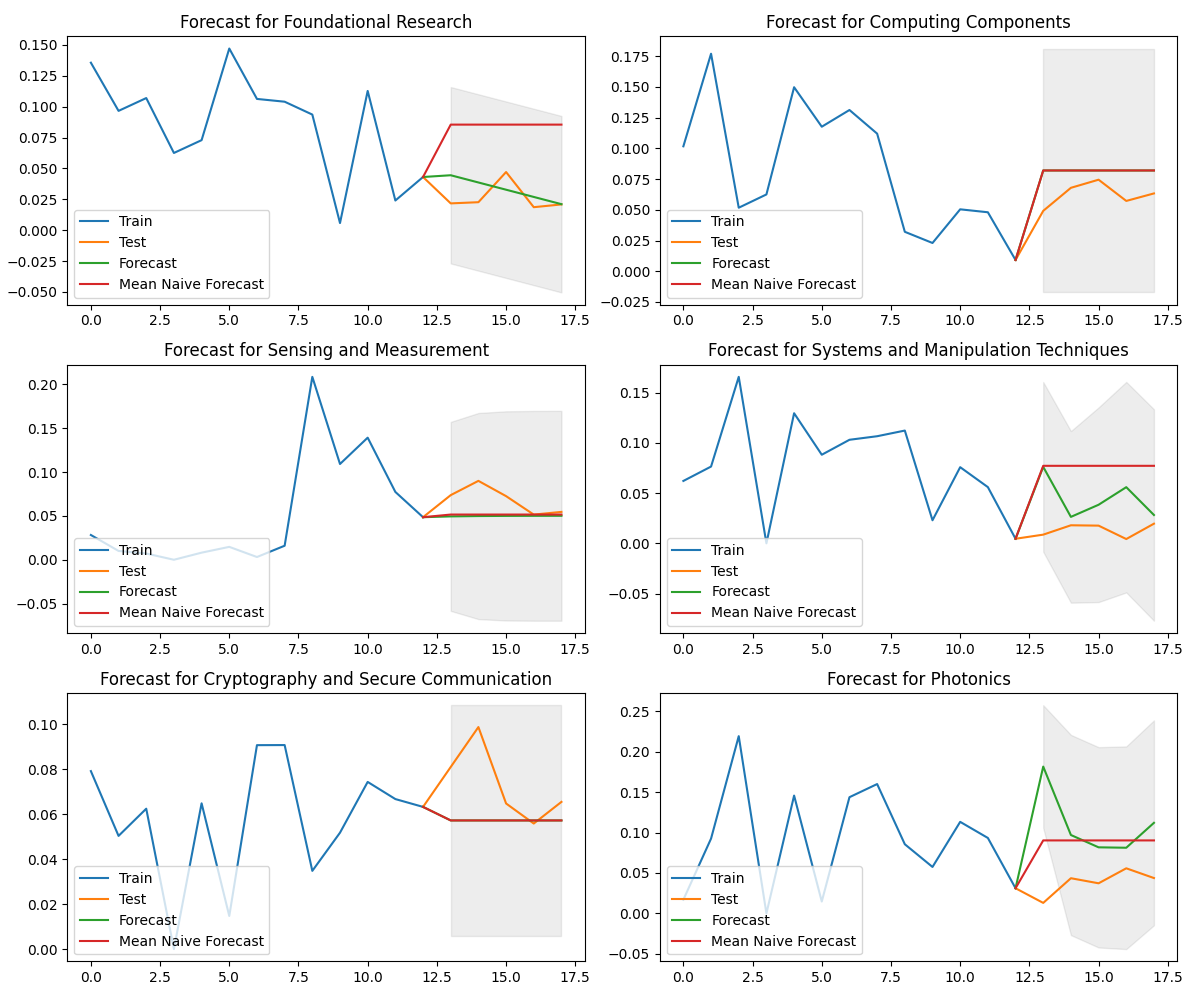 Forecast for Foundational Research
0.150
0.125
0.100
0.075
0.050
0.025
0.000
−0.025
−0.050
Train
Test
Forecast
Mean Naive Forecast
0.0 2.5 5.0 7.5 10.0 12.5 15.0 17.5
Forecast for Computing Components
0.175
0.150
0.125
0.100
0.075
0.050
0.025
0.000
−0.025
Train
Test
Forecast
Mean Naive Forecast
0.0 2.5 5.0 7.5 10.0 12.5 15.0 17.5
Forecast for Sensing and Measurement
0.20
0.15
0.10
0.05
0.00
−0.05
Train
Test
Forecast
Mean Naive Forecast
0.0 2.5 5.0 7.5 10.0 12.5 15.0 17.5
Forecast for Systems and Manipulation Techniques
0.15
0.10
0.05
0.00
−0.05
Train
Test
Forecast
Mean Naive Forecast
0.0 2.5 5.0 7.5 10.0 12.5 15.0 17.5
Forecast for Cryptography and Secure Communication
0.10
0.08
0.06
0.04
0.02
0.00
Train
Test
Forecast
Mean Naive Forecast
0.0 2.5 5.0 7.5 10.0 12.5 15.0 17.5
Forecast for Photonics
0.25
0.20
0.15
0.10
0.05
0.00
−0.05
Train
Test
Forecast
Mean Naive Forecast
0.0 2.5 5.0 7.5 10.0 12.5 15.0 17.5